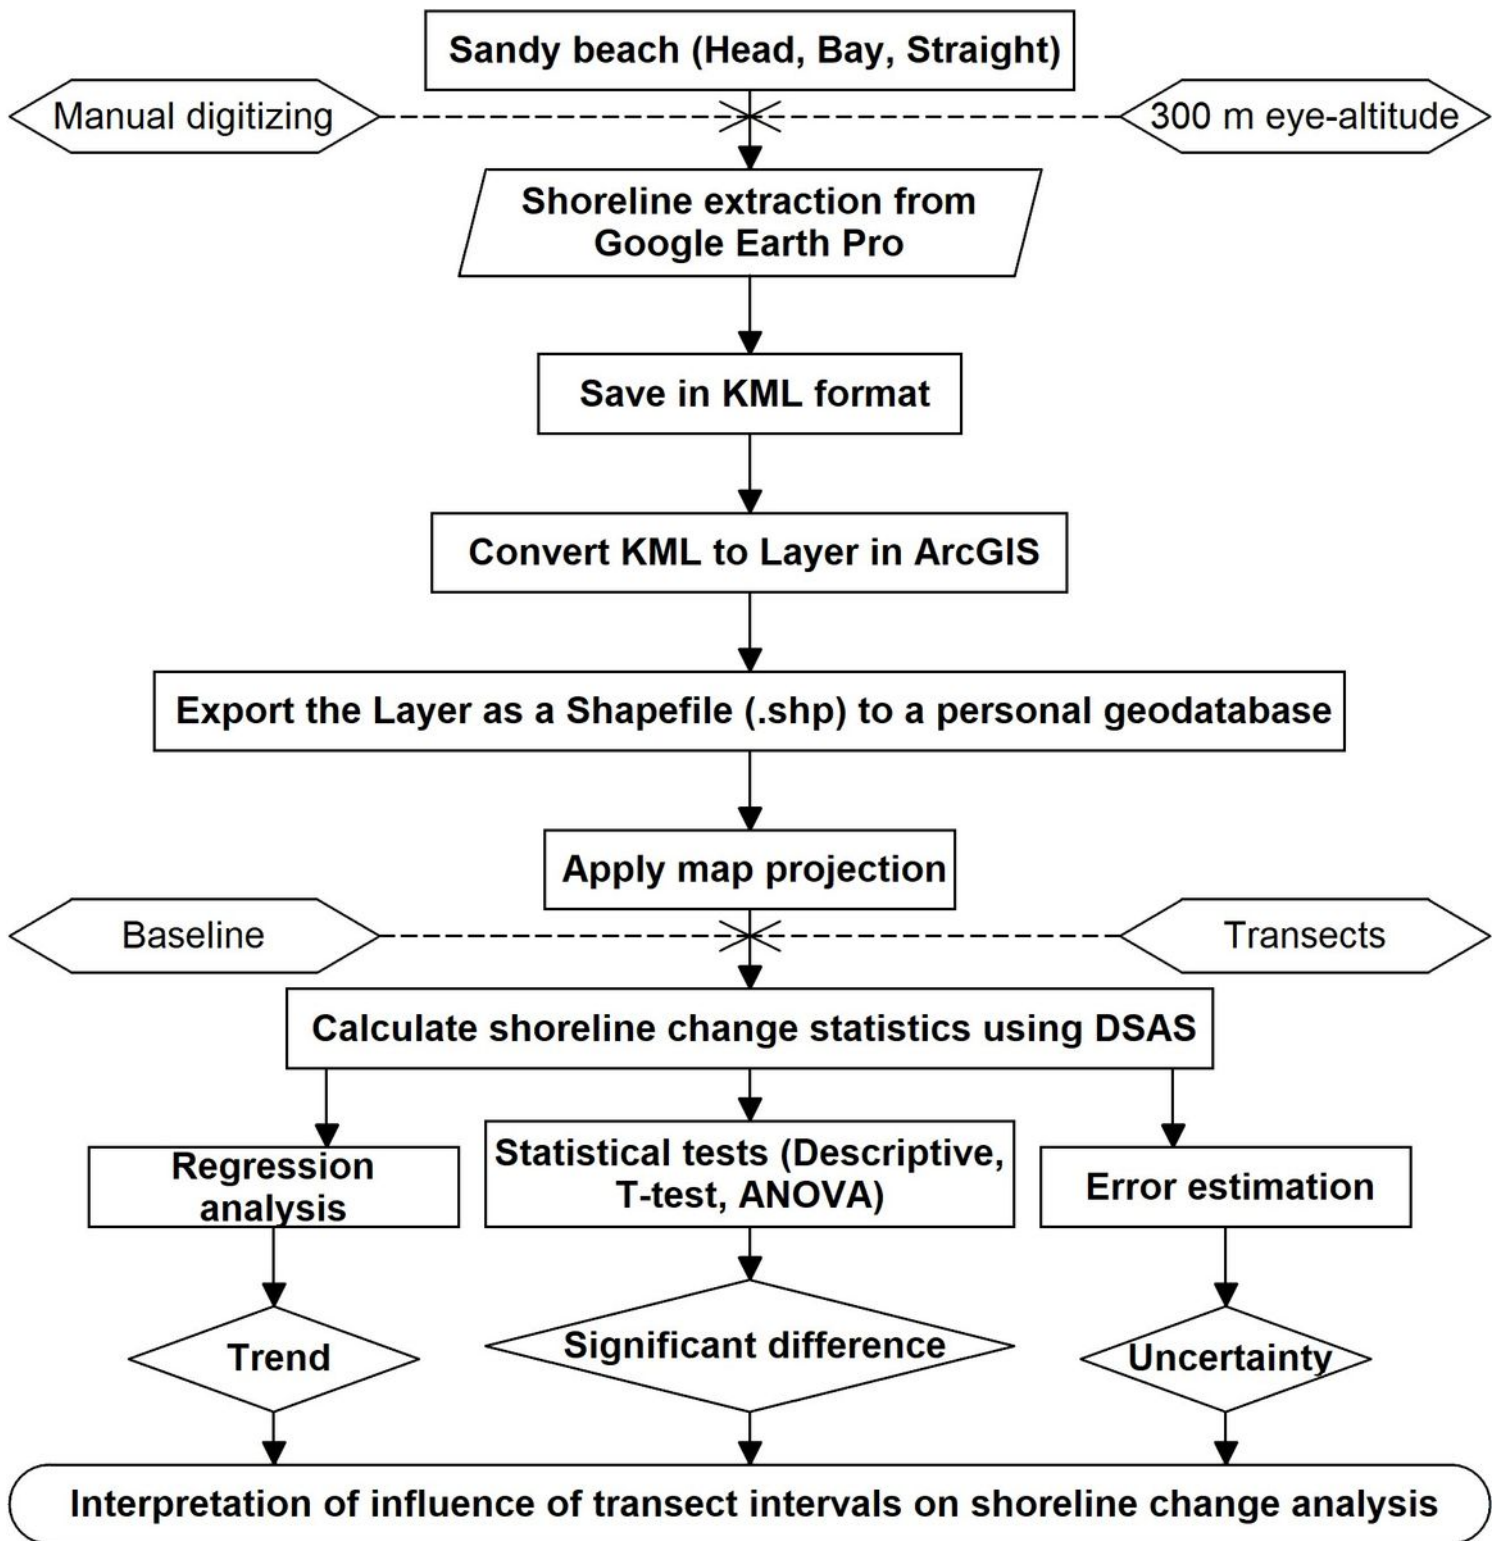 Sandy beach (Head, Bay, Straight)
Manual digitizing
300 m eye-altitude
Shoreline extraction from
Google Earth Pro
Save in KML format
Convert KML to Layer in ArcGIS
Export the Layer as a Shapefile (.shp) to a personal geodatabase
Apply map projection
Baseline
Transects
Calculate shoreline change statistics using DSAS
Regression
analysis
Statistical tests (Descriptive,
T-test, ANOVA)
Error estimation
Trend
Significant difference
Uncertainty
Interpretation of influence of transect intervals on shoreline change analysis